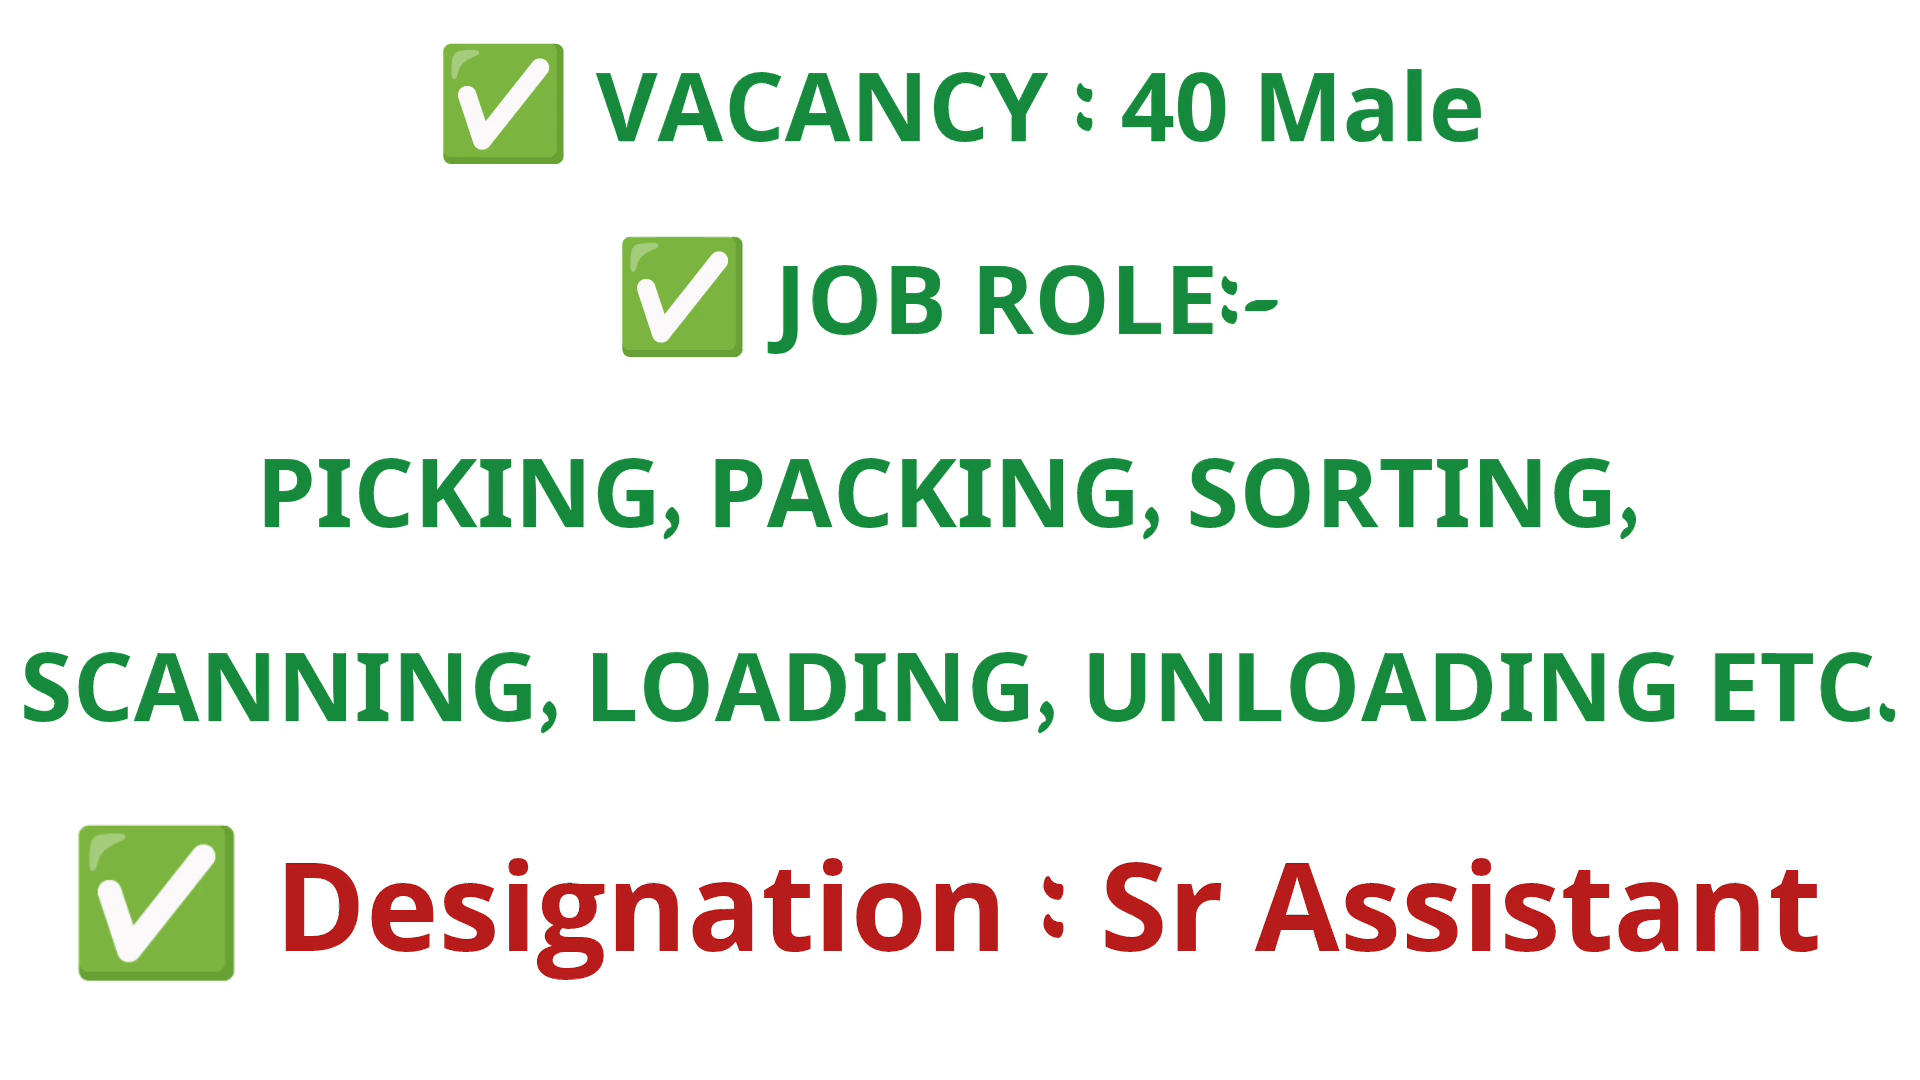 ✅ VACANCY : 40 Male
✅ JOB ROLE:-
PICKING, PACKING, SORTING,
SCANNING, LOADING, UNLOADING ETC.
✅ Designation : Sr Assistant